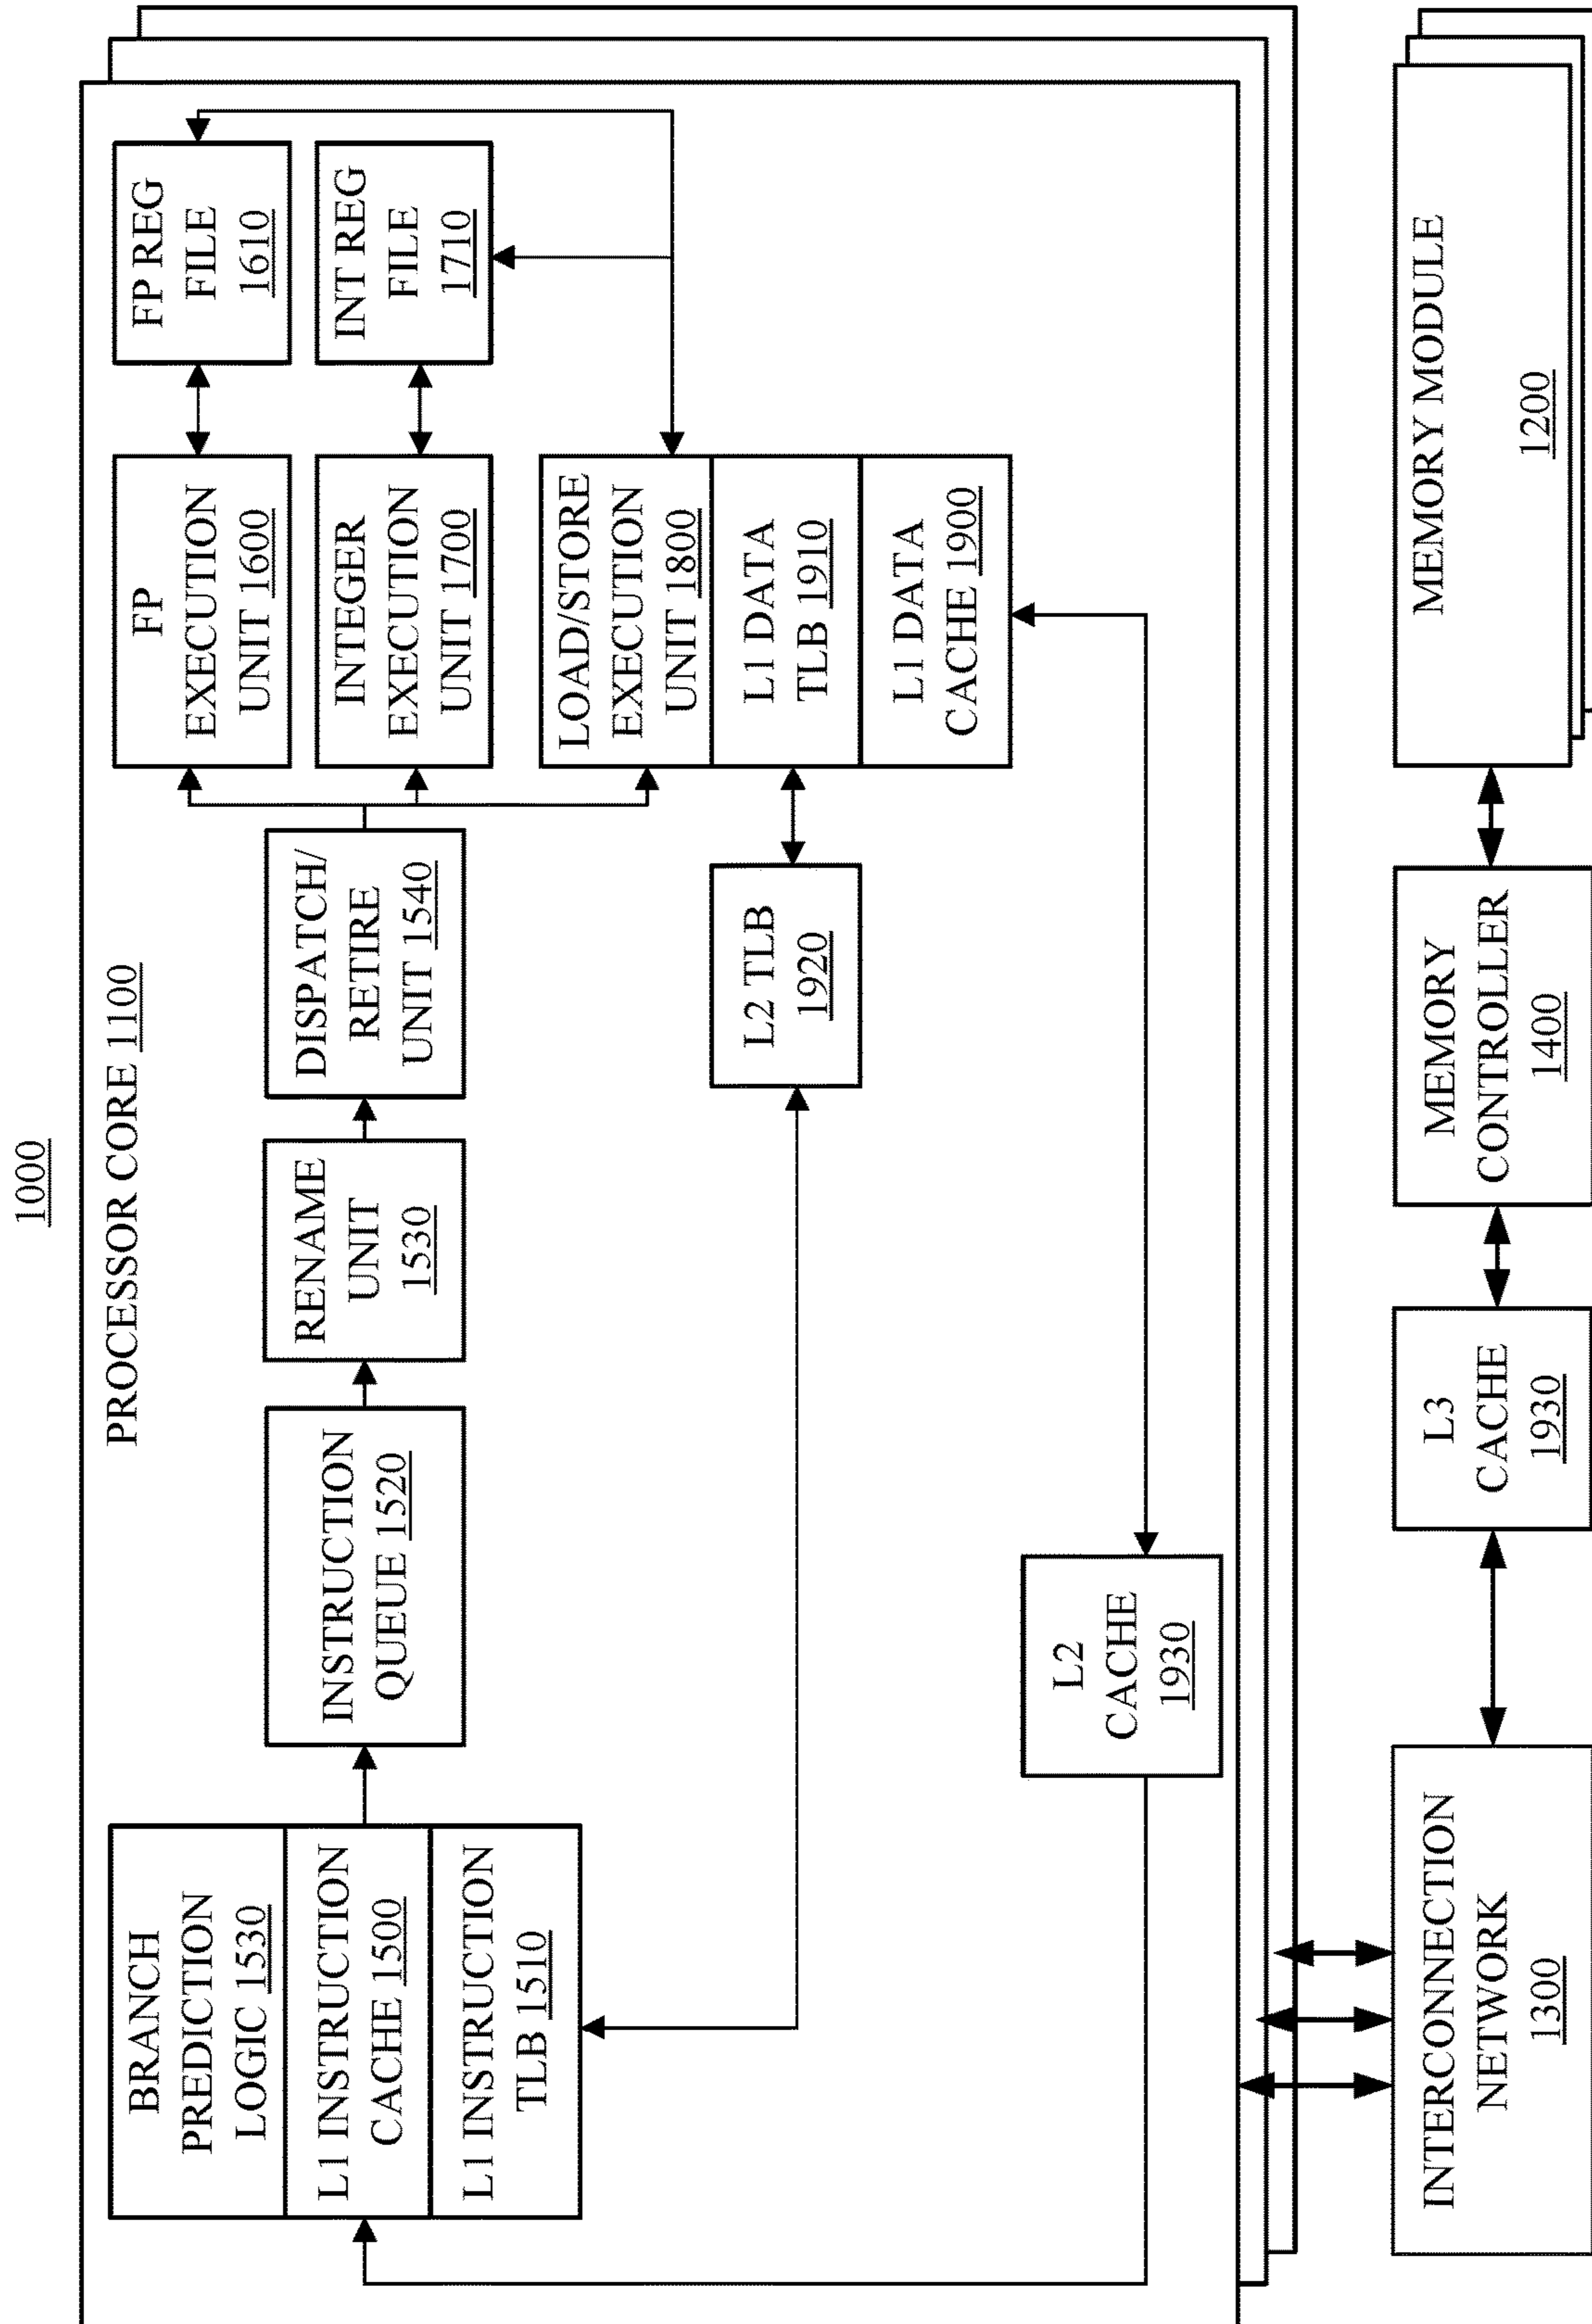 1000
PROCESSOR CORE 1100
BRANCH
PREDICTION
LOGIC 1530
L1 INSTRUCTION
CACHE 1500
L1 INSTRUCTION
TLB 1510
INSTRUCTION
QUEUE 1520
RENAME
UNIT
1530
DISPATCH/
RETIRE
UNIT 1540
FP
EXECUTION
UNIT 1600
FP REG
FILE
1610
INTEGER
EXECUTION
UNIT 1700
INT REG
FILE
1710
LOAD/STORE
EXECUTION
UNIT 1800
L1 DATA
TLB 1910
L1 DATA
CACHE 1900
L2 TLB
1920
L2
CACHE
1930
INTERCONNECTION
NETWORK
1300
L3
CACHE
1930
MEMORY
CONTROLLER
1400
MEMORY MODULE
1200